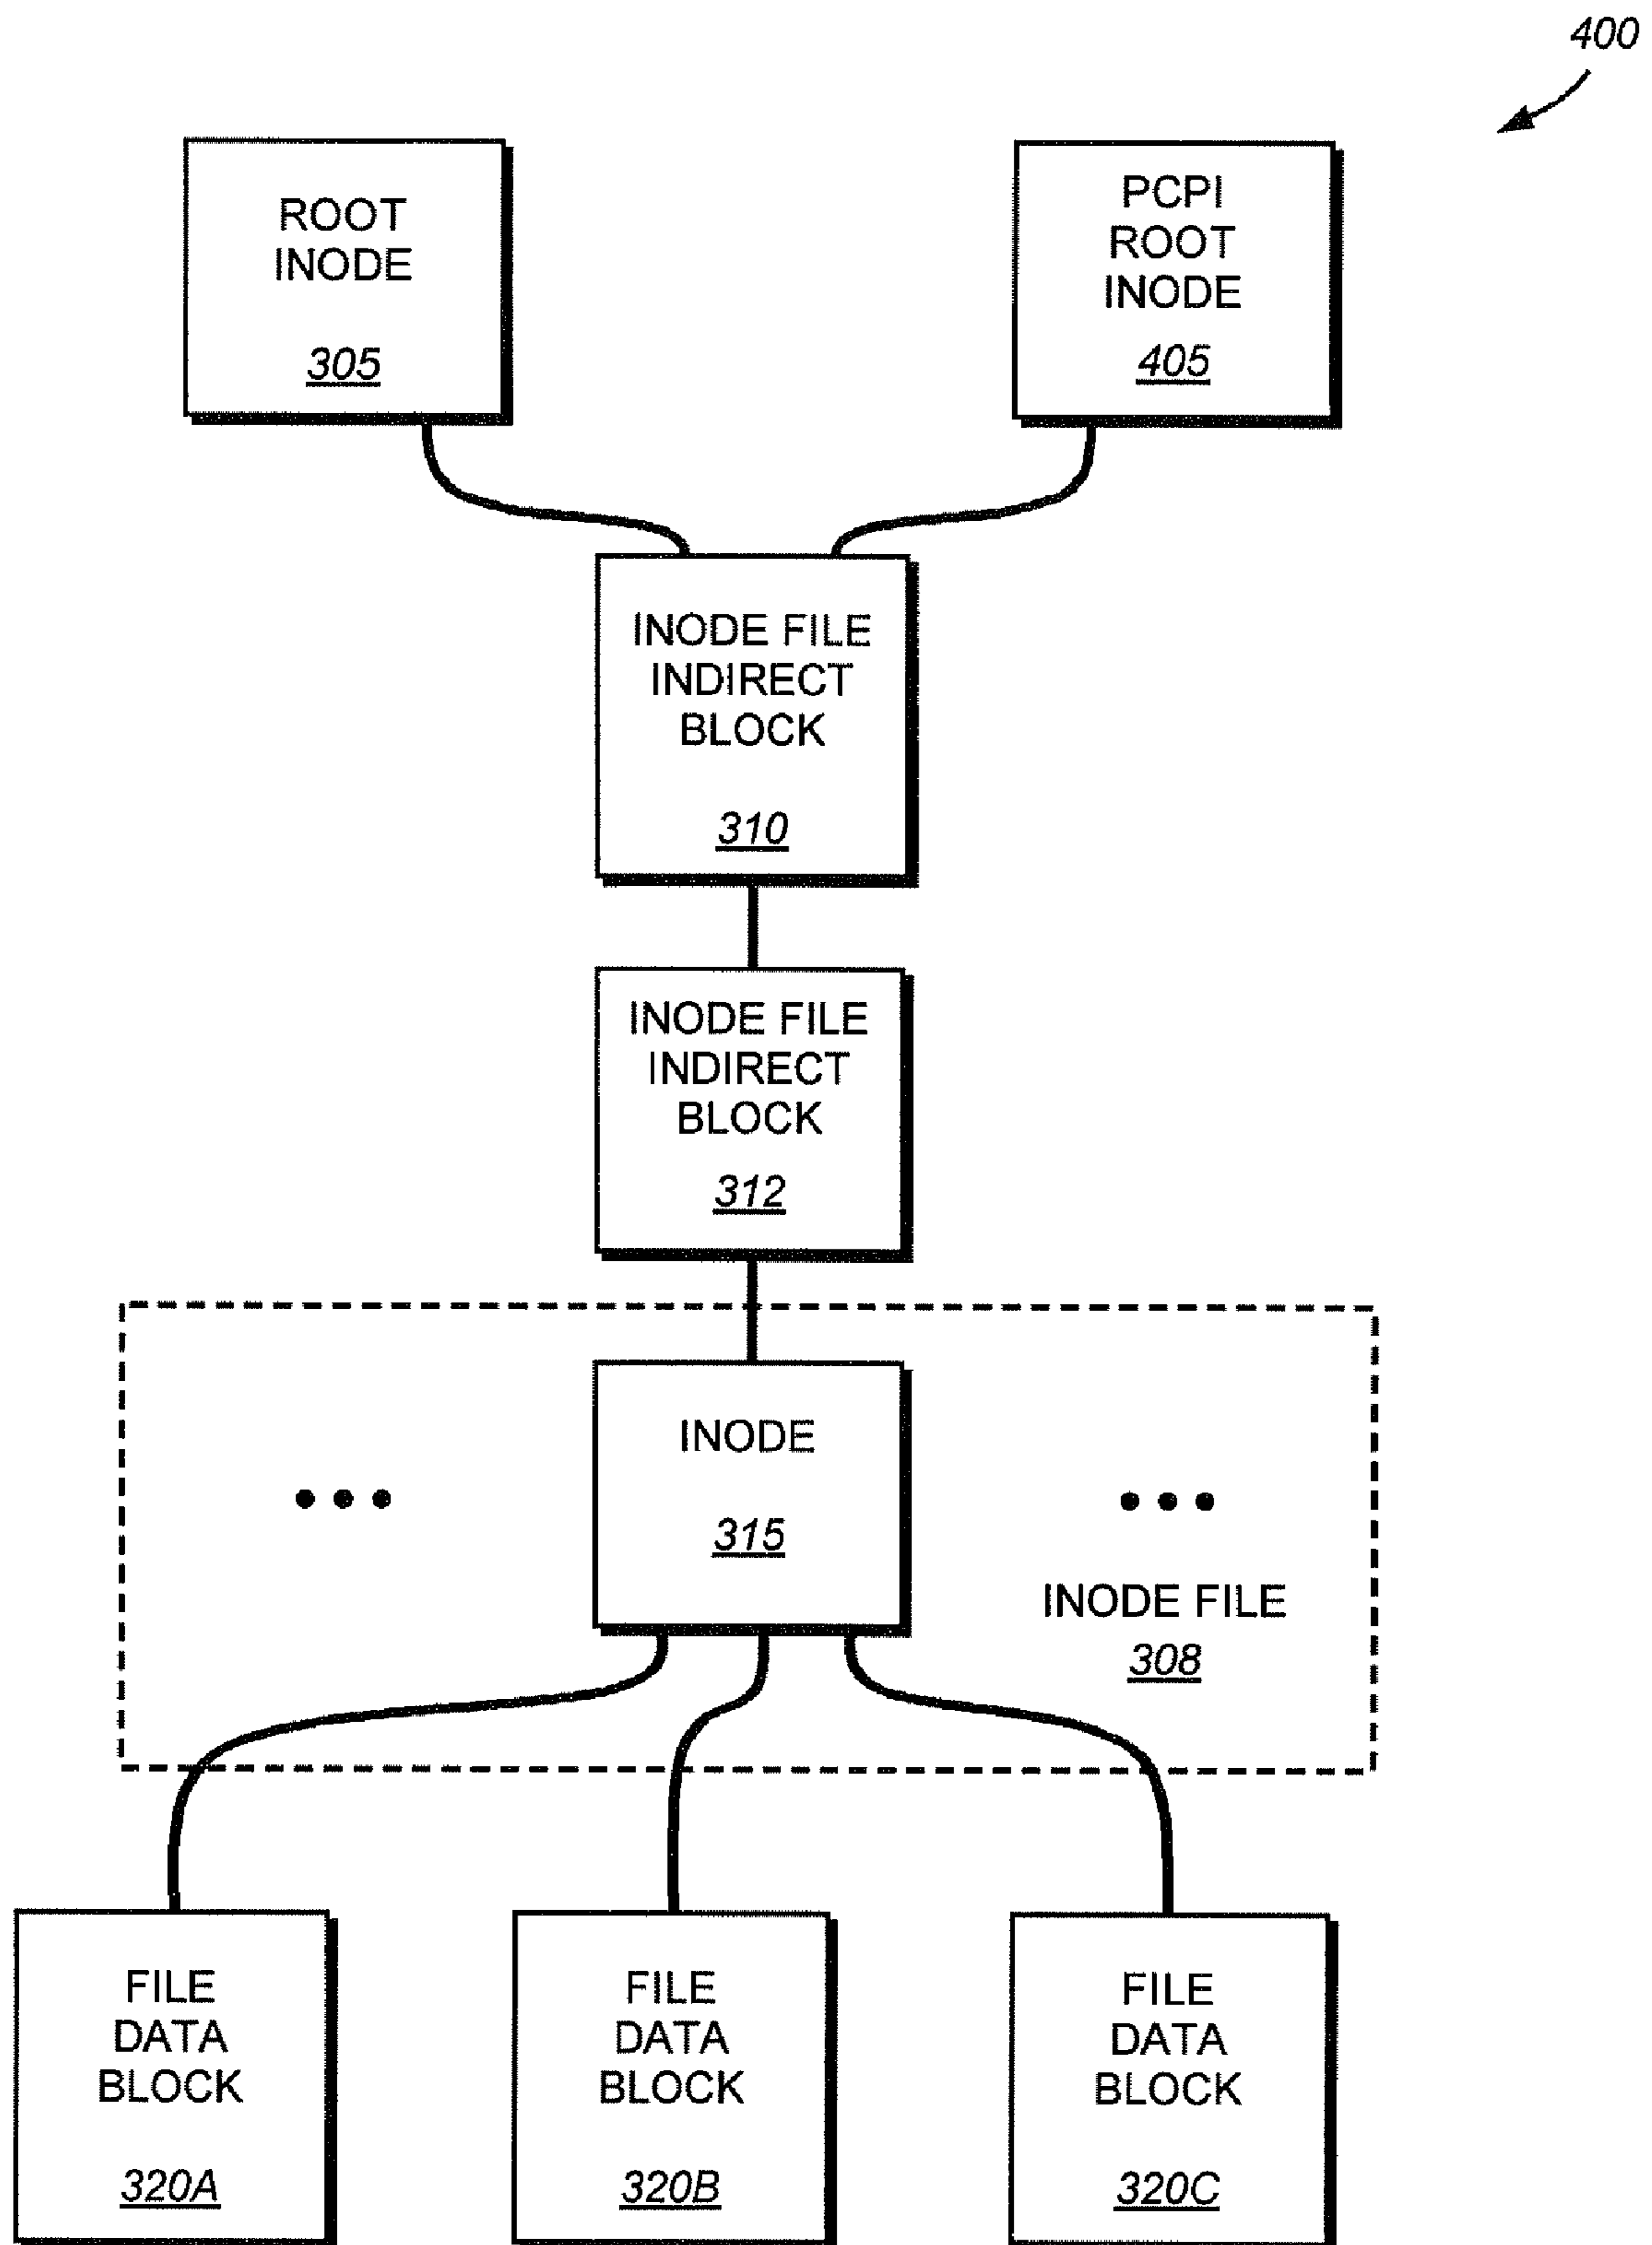 400
ROOT
INODE
305
PCPI
ROOT
INODE
405
INODE FILE
INDIRECT
BLOCK
310
INODE FILE
INDIRECT
BLOCK
312
INODE
315
INODE FILE
308
FILE
DATA
BLOCK
320A
FILE
DATA
BLOCK
320B
FILE
DATA
BLOCK
320C